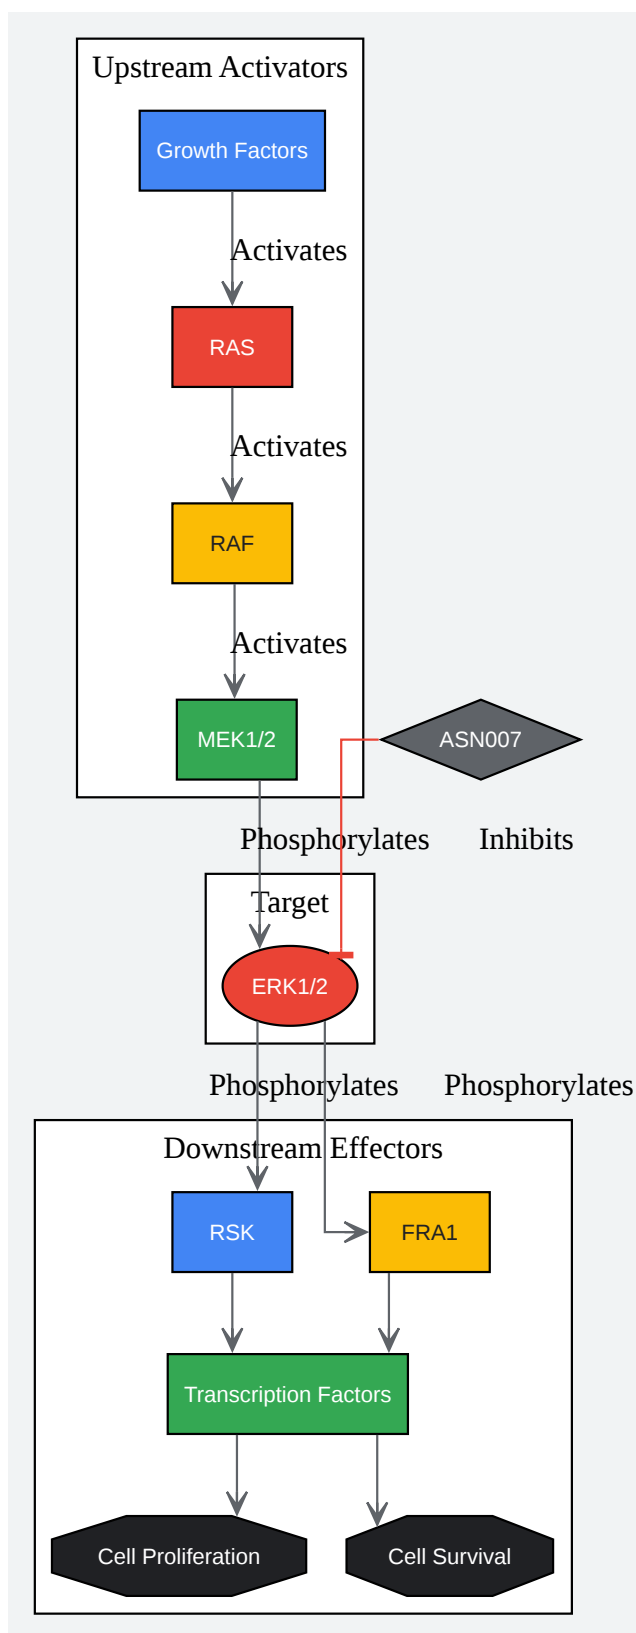 Upstream Activators
Growth Factors
Activates
RAS
Activates
RAF
Activates
MEK1/2
ASN007
Phosphorylates
Inhibits
Target
ERK1/2
Phosphorylates
Phosphorylates
Downstream Effectors
RSK
FRA1
Transcription Factors
Cell Proliferation
Cell Survival